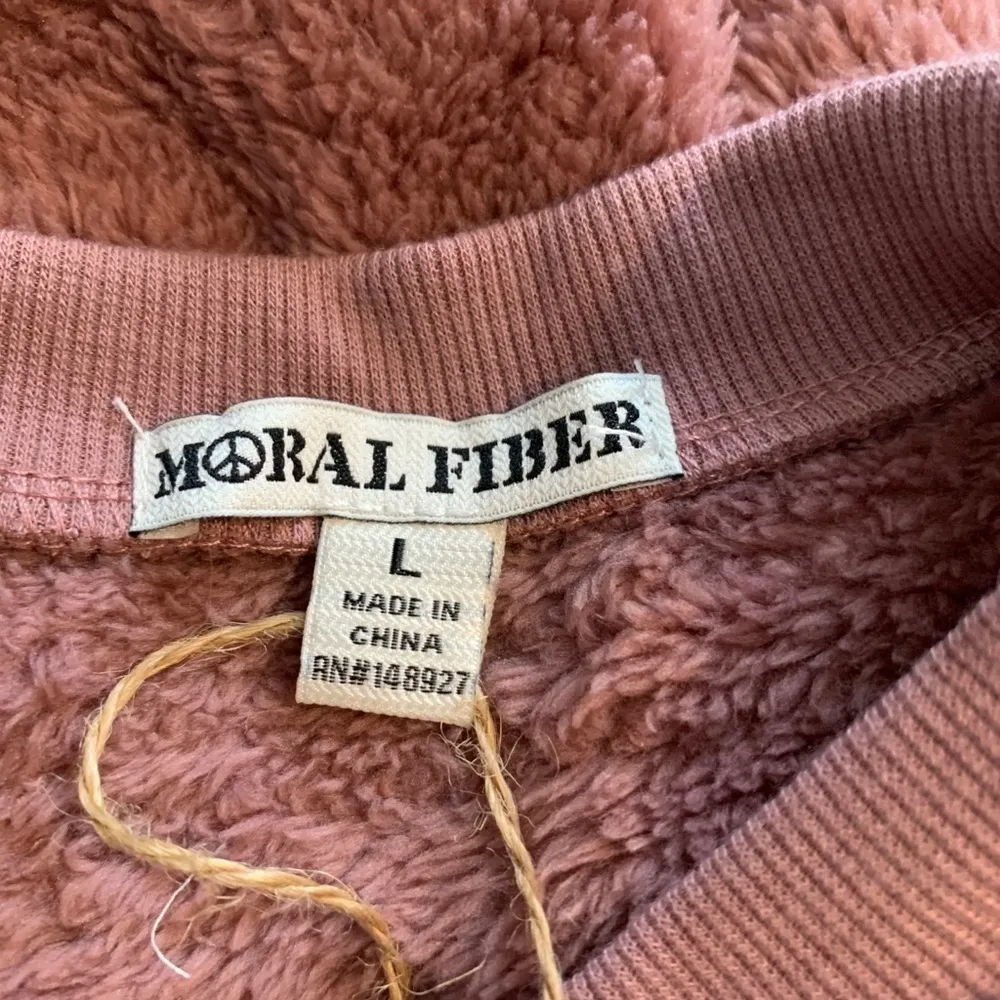 MORAL FIBER
L
MADE IN
CHINA
RN#148927